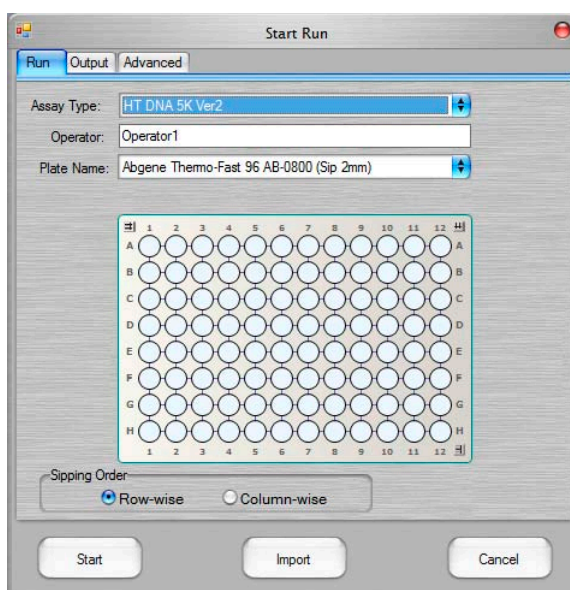 Start Run
Run Output Advanced
Assay Type: HT DNA 5K Ver2
Operator: Operator1
Plate Name: Abgene Thermo-Fast 96 AB-0800 (Sip 2mm)
1 2 3 4 5 6 7 8 9 10 11 12
A A
B B
C C
D D
E E
F F
G G
H H
1 2 3 4 5 6 7 8 9 10 11 12
Sipping Order
Row-wise Column-wise
Start Import Cancel